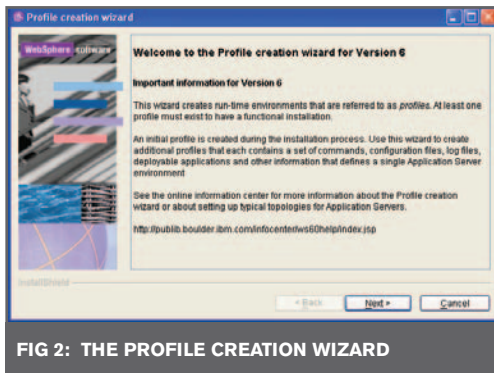 Profile creation wizard
WebSphere software
Welcome to the Profile creation wizard for Version 6
Important information for Version 6
This wizard creates run-time environments that are referred to as profiles. At least one
profile must exist to have a functional installation.
An initial profile is created during the installation process. Use this wizard to create
additional profiles that each contains a set of commands, configuration files, log files,
deployable applications and other information that defines a single Application Server
environment
See the online information center for more information about the Profile creation
wizard or about setting up typical topologies for Application Servers.
http://publib.boulder.ibm.com/infocenter/ws60help/index.jsp
InstallShield
< Back Next > Cancel
FIG 2: THE PROFILE CREATION WIZARD